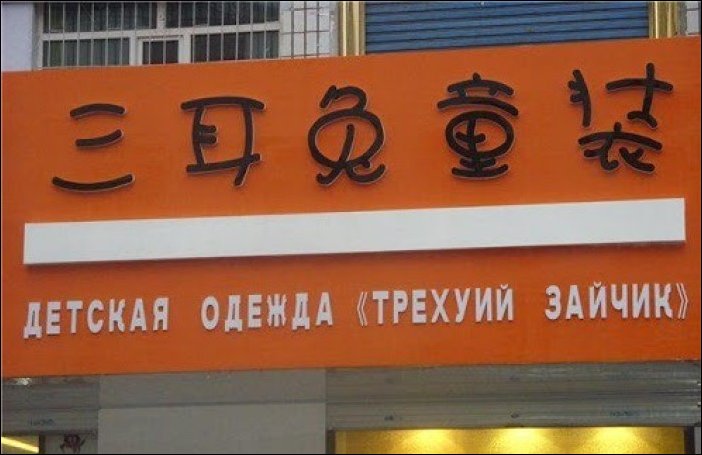 三耳兔童装
ДЕТСКАЯ ОДЕЖДА 《ТРЕХУИЙ ЗАЙЧИК》